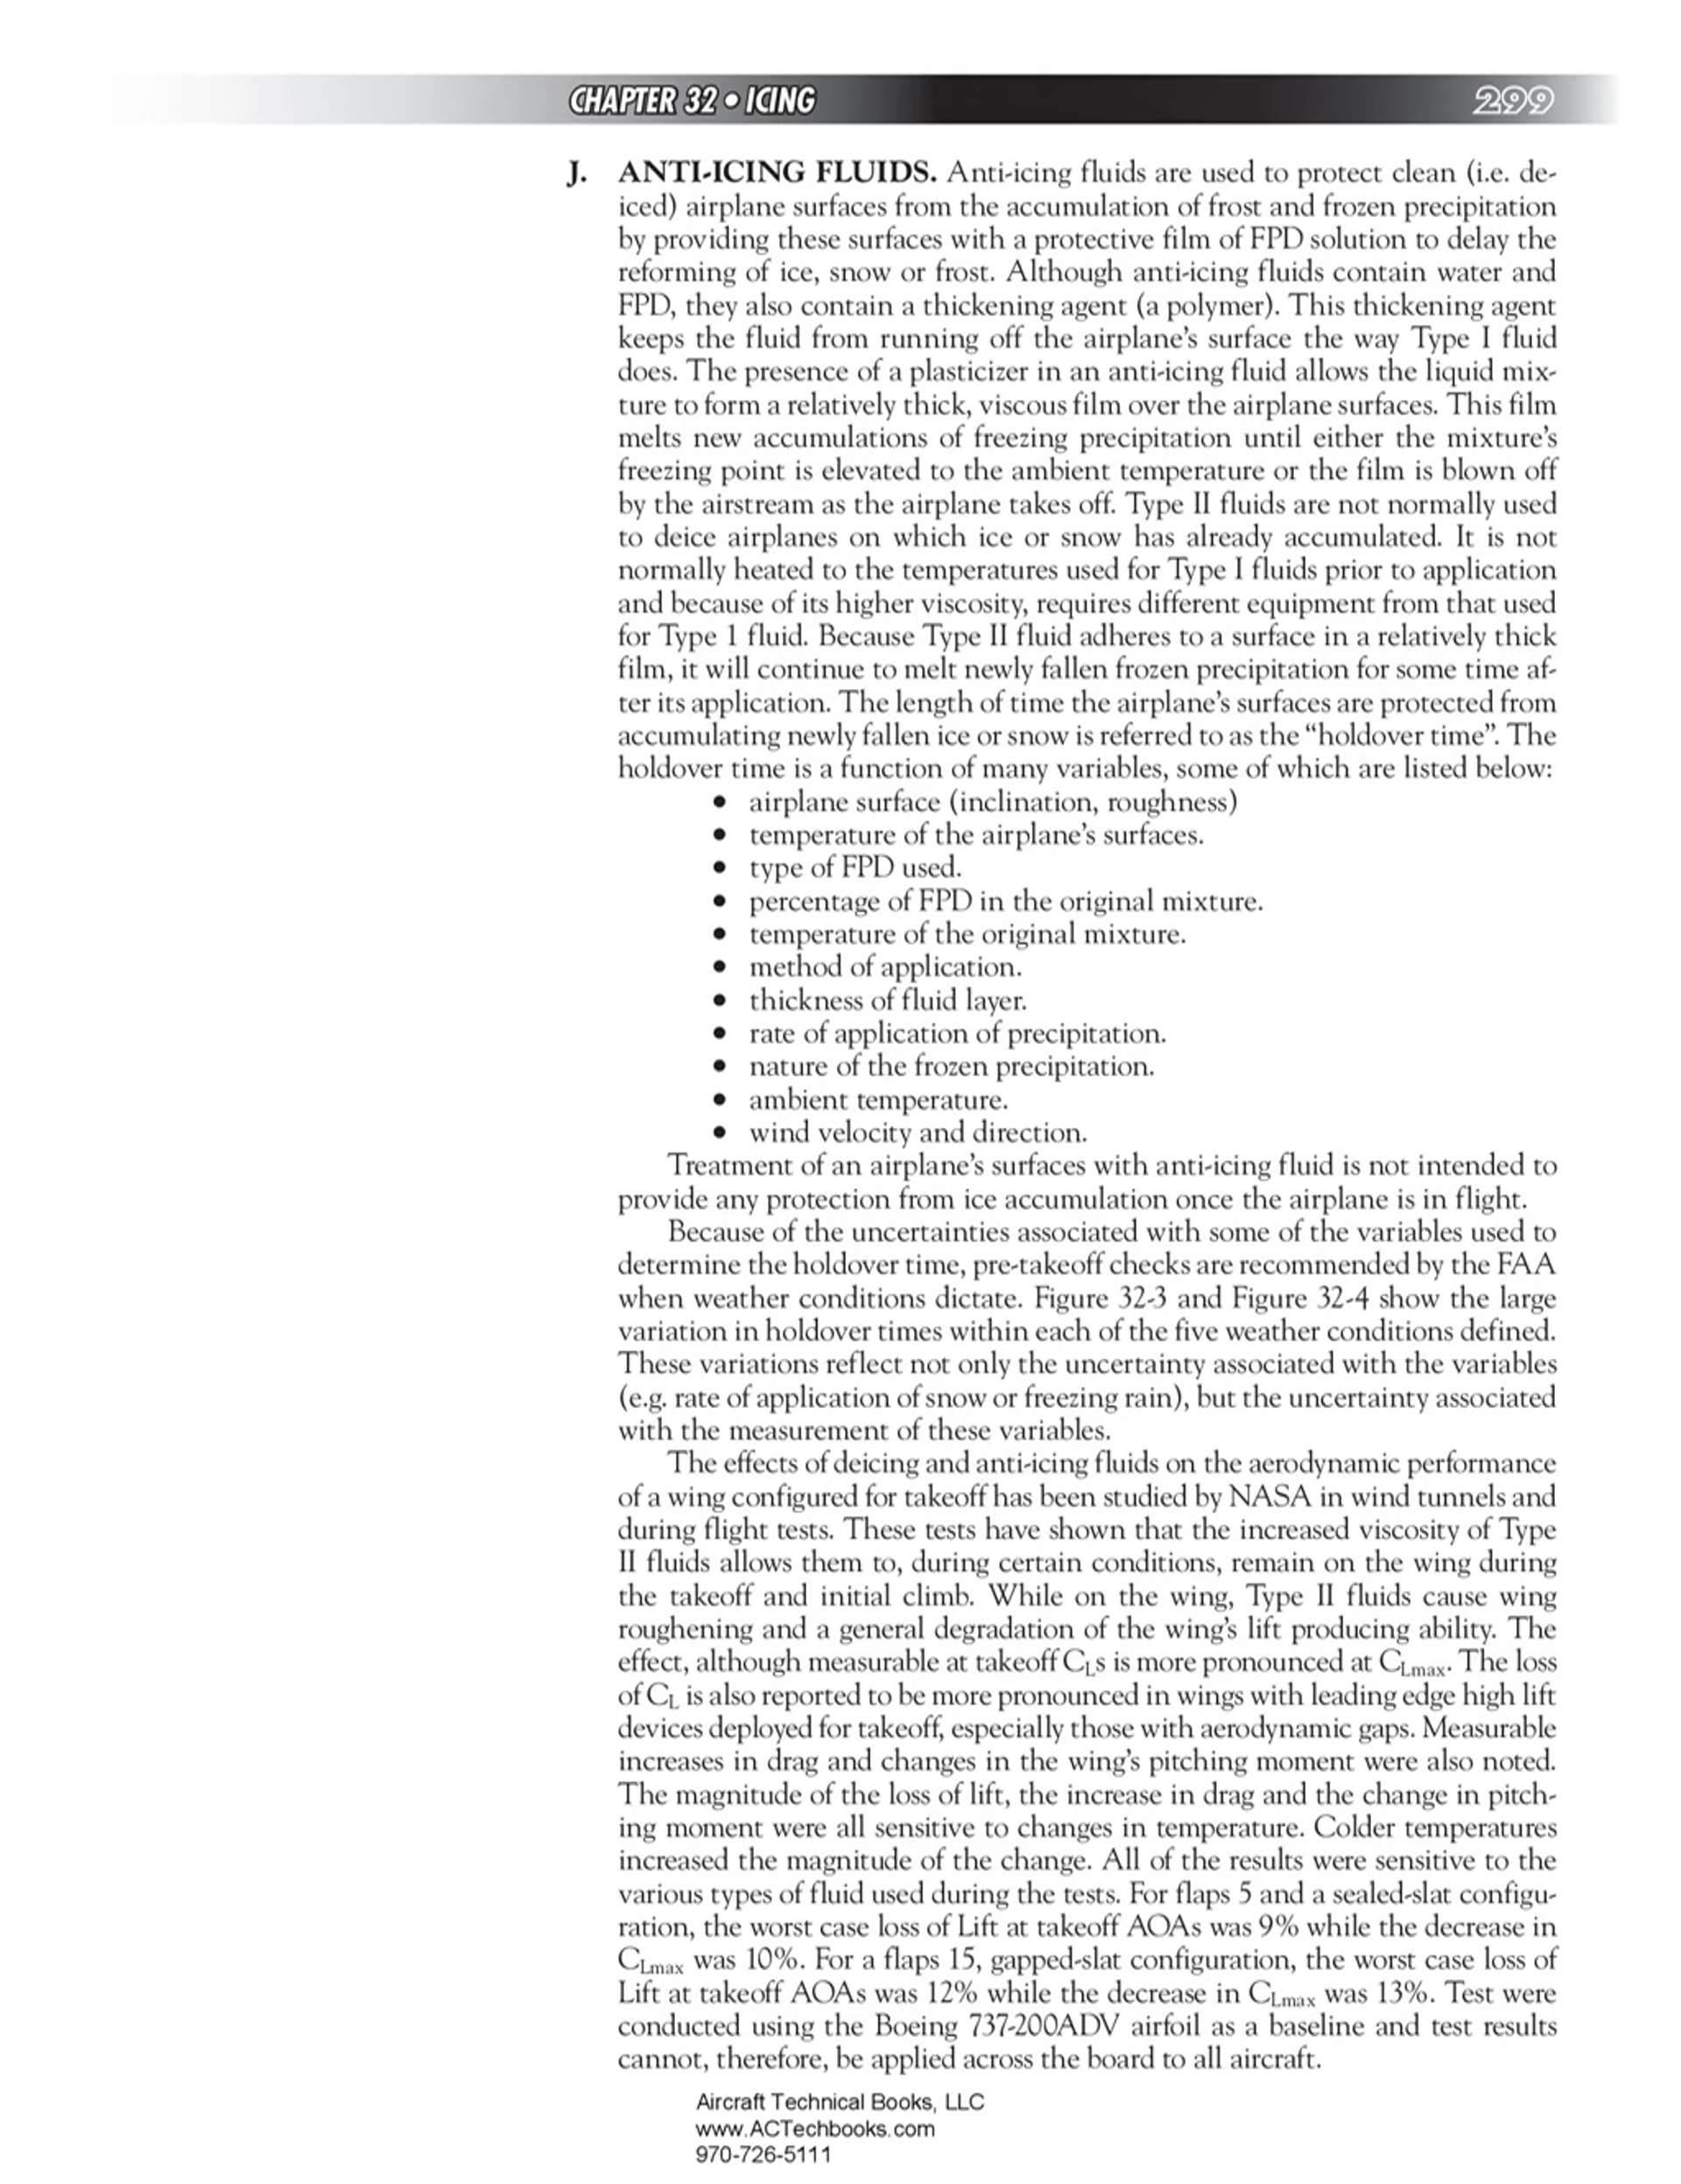 CHAPTER 32 • ICING 299
J. ANTI-ICING FLUIDS. Anti-icing fluids are used to protect clean (i.e. de-
iced) airplane surfaces from the accumulation of frost and frozen precipitation
by providing these surfaces with a protective film of FPD solution to delay the
reforming of ice, snow or frost. Although anti-icing fluids contain water and
FPD, they also contain a thickening agent (a polymer). This thickening agent
keeps the fluid from running off the airplane's surface the way Type I fluid
does. The presence of a plasticizer in an anti-icing fluid allows the liquid mix-
ture to form a relatively thick, viscous film over the airplane surfaces. This film
melts new accumulations of freezing precipitation until either the mixture's
freezing point is elevated to the ambient temperature or the film is blown off
by the airstream as the airplane takes off. Type II fluids are not normally used
to deice airplanes on which ice or snow has already accumulated. It is not
normally heated to the temperatures used for Type I fluids prior to application
and because of its higher viscosity, requires different equipment from that used
for Type 1 fluid. Because Type II fluid adheres to a surface in a relatively thick
film, it will continue to melt newly fallen frozen precipitation for some time af-
ter its application. The length of time the airplane's surfaces are protected from
accumulating newly fallen ice or snow is referred to as the “holdover time”. The
holdover time is a function of many variables, some of which are listed below:
• airplane surface (inclination, roughness)
• temperature of the airplane's surfaces.
• type of FPD used.
• percentage of FPD in the original mixture.
• temperature of the original mixture.
• method of application.
• thickness of fluid layer.
• rate of application of precipitation.
• nature of the frozen precipitation.
• ambient temperature.
• wind velocity and direction.
Treatment of an airplane's surfaces with anti-icing fluid is not intended to
provide any protection from ice accumulation once the airplane is in flight.
Because of the uncertainties associated with some of the variables used to
determine the holdover time, pre-takeoff checks are recommended by the FAA
when weather conditions dictate. Figure 32-3 and Figure 32-4 show the large
variation in holdover times within each of the five weather conditions defined.
These variations reflect not only the uncertainty associated with the variables
(e.g. rate of application of snow or freezing rain), but the uncertainty associated
with the measurement of these variables.
The effects of deicing and anti-icing fluids on the aerodynamic performance
of a wing configured for takeoff has been studied by NASA in wind tunnels and
during flight tests. These tests have shown that the increased viscosity of Type
II fluids allows them to, during certain conditions, remain on the wing during
the takeoff and initial climb. While on the wing, Type II fluids cause wing
roughening and a general degradation of the wing's lift producing ability. The
effect, although measurable at takeoff CLs is more pronounced at CLmax. The loss
of CL is also reported to be more pronounced in wings with leading edge high lift
devices deployed for takeoff, especially those with aerodynamic gaps. Measurable
increases in drag and changes in the wing's pitching moment were also noted.
The magnitude of the loss of lift, the increase in drag and the change in pitch-
ing moment were all sensitive to changes in temperature. Colder temperatures
increased the magnitude of the change. All of the results were sensitive to the
various types of fluid used during the tests. For flaps 5 and a sealed-slat configu-
ration, the worst case loss of Lift at takeoff AOAs was 9% while the decrease in
CLmax was 10%. For a flaps 15, gapped-slat configuration, the worst case loss of
Lift at takeoff AOAs was 12% while the decrease in CLmax was 13%. Test were
conducted using the Boeing 737-200ADV airfoil as a baseline and test results
cannot, therefore, be applied across the board to all aircraft.
Aircraft Technical Books, LLC
www.ACTechbooks.com
970-726-5111